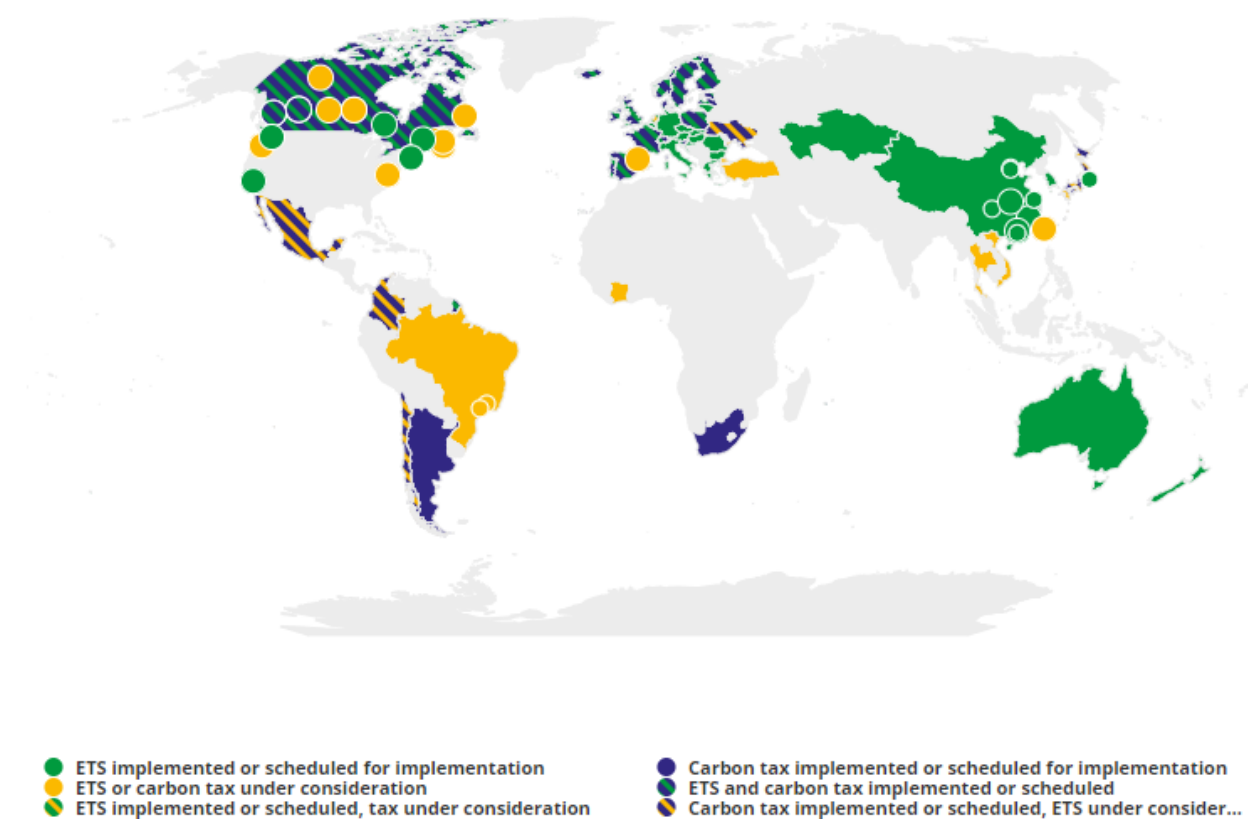 ETS implemented or scheduled for implementation
ETS or carbon tax under consideration
ETS implemented or scheduled, tax under consideration
Carbon tax implemented or scheduled for implementation
ETS and carbon tax implemented or scheduled
Carbon tax implemented or scheduled, ETS under consider...